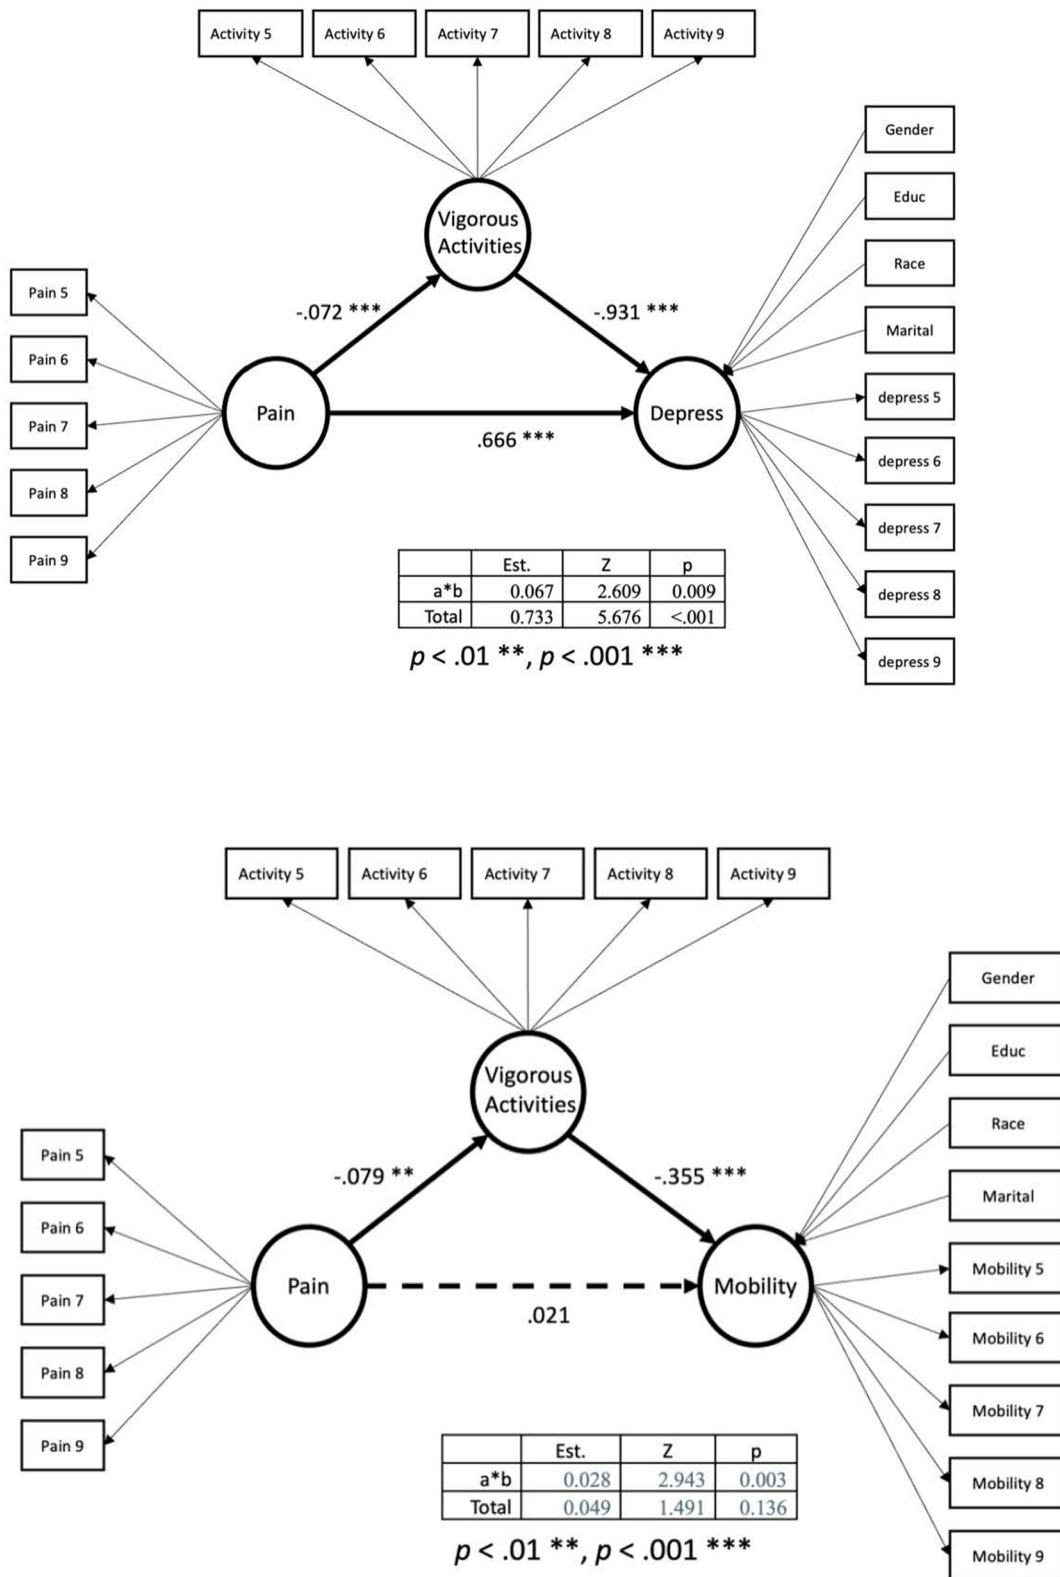 Activity 5
Activity 6
Activity 7
Activity 8
Activity 9
Gender
Educ
Race
Marital
depress 5
depress 6
depress 7
depress 8
depress 9
Vigorous
Activities
Pain 5
Pain 6
Pain 7
Pain 8
Pain 9
-.072 ***
-.931 ***
Pain
Depress
.666 ***
Est. Z p
a*b 0.067 2.609 0.009
Total 0.733 5.676 <.001
p < .01 **, p < .001 ***
Activity 5
Activity 6
Activity 7
Activity 8
Activity 9
Gender
Educ
Race
Marital
Mobility 5
Mobility 6
Mobility 7
Mobility 8
Mobility 9
Vigorous
Activities
Pain 5
Pain 6
Pain 7
Pain 8
Pain 9
-.079 **
-.355 ***
Pain
Mobility
.021
Est. Z p
a*b 0.028 2.943 0.003
Total 0.049 1.491 0.136
p < .01 **, p < .001 ***